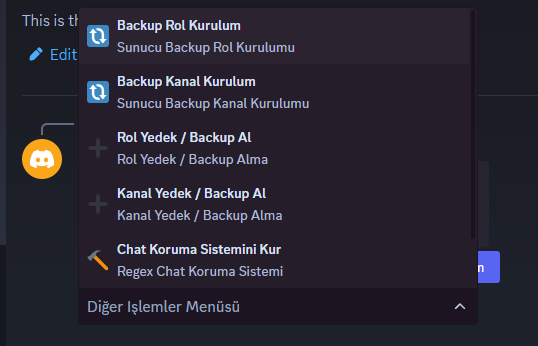 This is th
Backup Rol Kurulum
Sunucu Backup Rol Kurulumu
Edit
Backup Kanal Kurulum
Sunucu Backup Kanal Kurulumu
Rol Yedek / Backup Al
Rol Yedek / Backup Alma
Kanal Yedek / Backup Al
Kanal Yedek / Backup Alma
Chat Koruma Sistemini Kur
Regex Chat Koruma Sistemi
Diğer Işlemler Menüsü